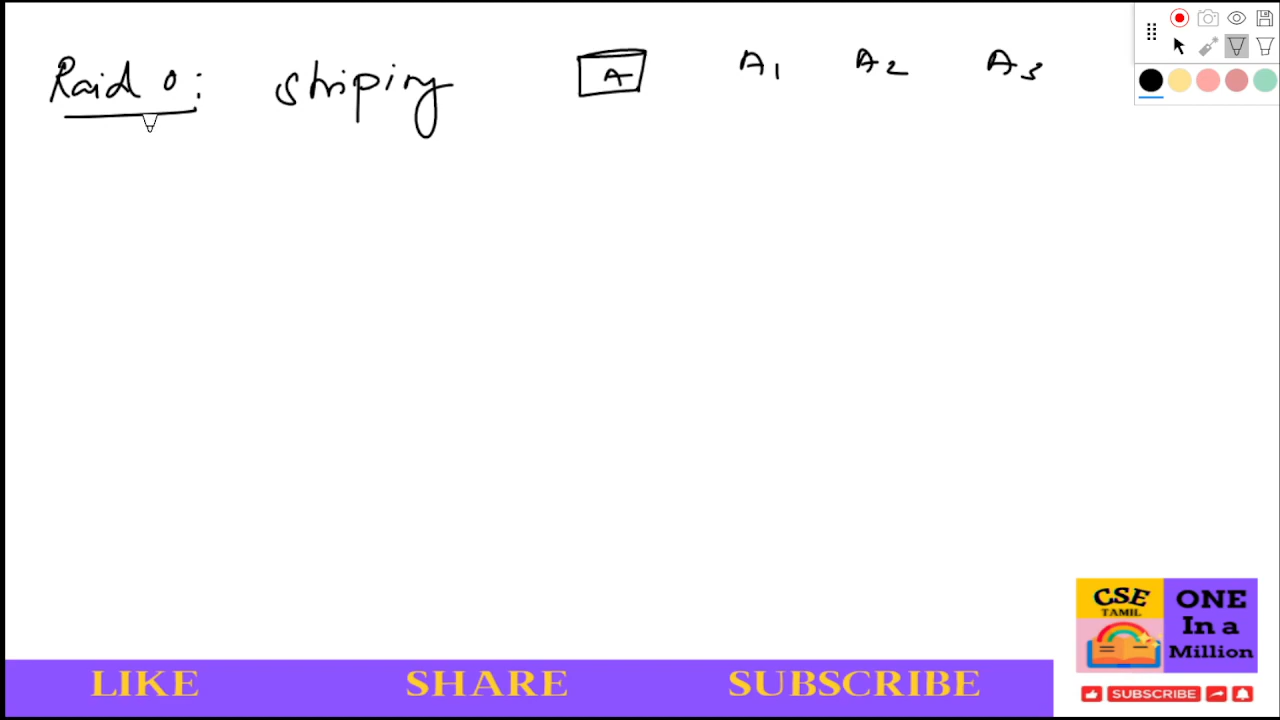 Raid 0: striping A A1 A2 A3
CSE
TAMIL
ONE
In a
Million
SUBSCRIBE
LIKE SHARE SUBSCRIBE